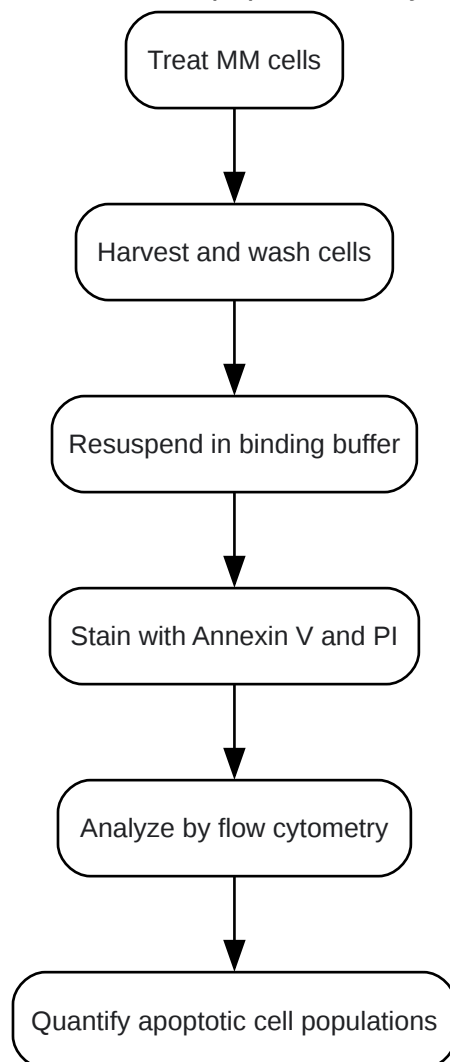 Treat MM cells
Harvest and wash cells
Resuspend in binding buffer
Stain with Annexin V and PI
Analyze by flow cytometry
Quantify apoptotic cell populations